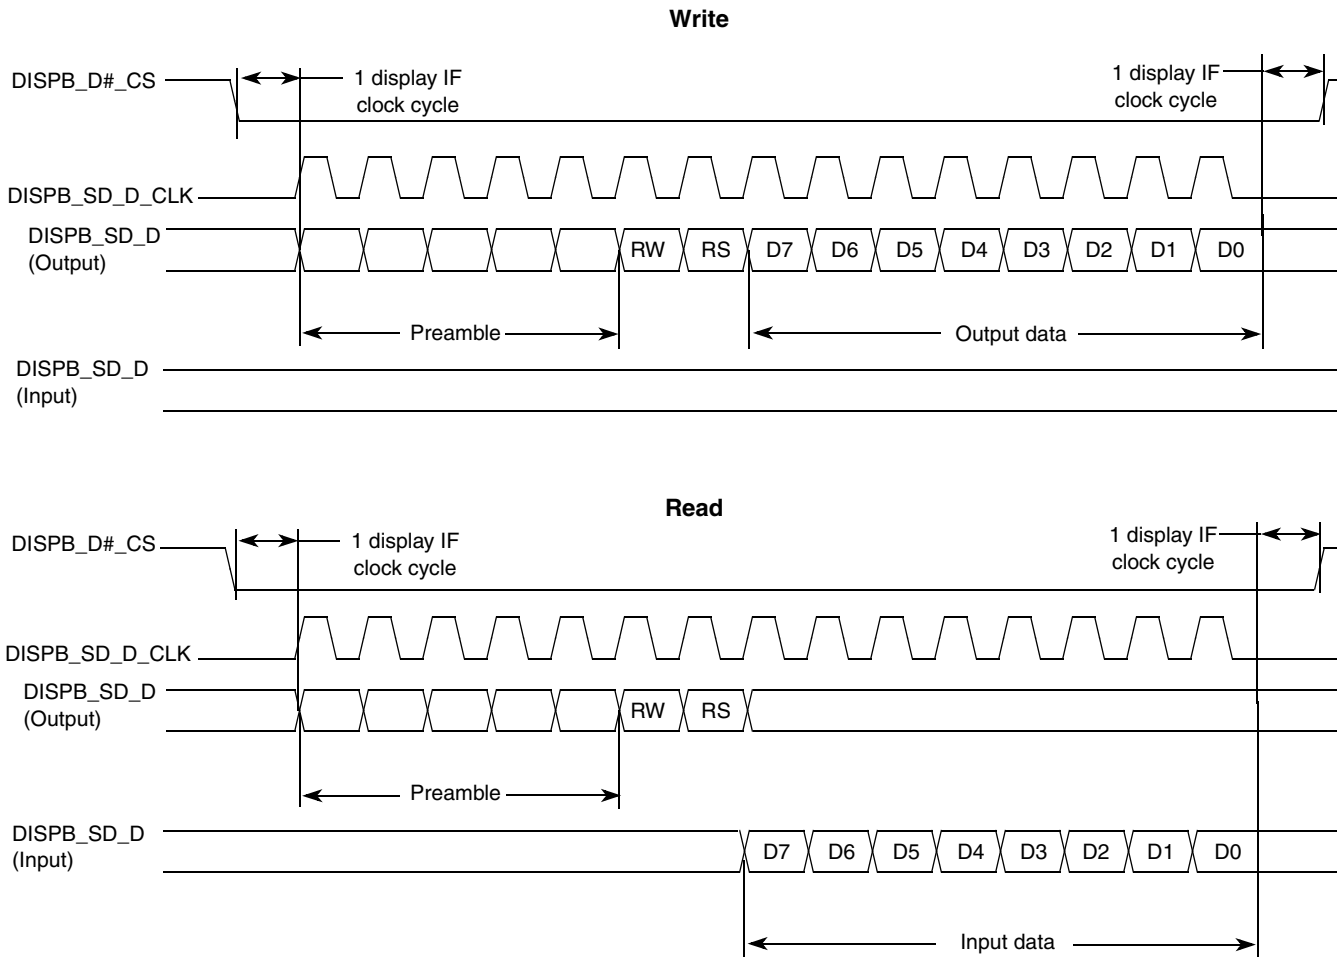 Write
DISPB_D#_CS
1 display IF
clock cycle
1 display IF
clock cycle
DISPB_SD_D_CLK
DISPB_SD_D
(Output)
RW RS D7 D6 D5 D4 D3 D2 D1 D0
Preamble
Output data
DISPB_SD_D
(Input)
Read
DISPB_D#_CS
1 display IF
clock cycle
1 display IF
clock cycle
DISPB_SD_D_CLK
DISPB_SD_D
(Output)
RW RS
Preamble
DISPB_SD_D
(Input)
D7 D6 D5 D4 D3 D2 D1 D0
Input data